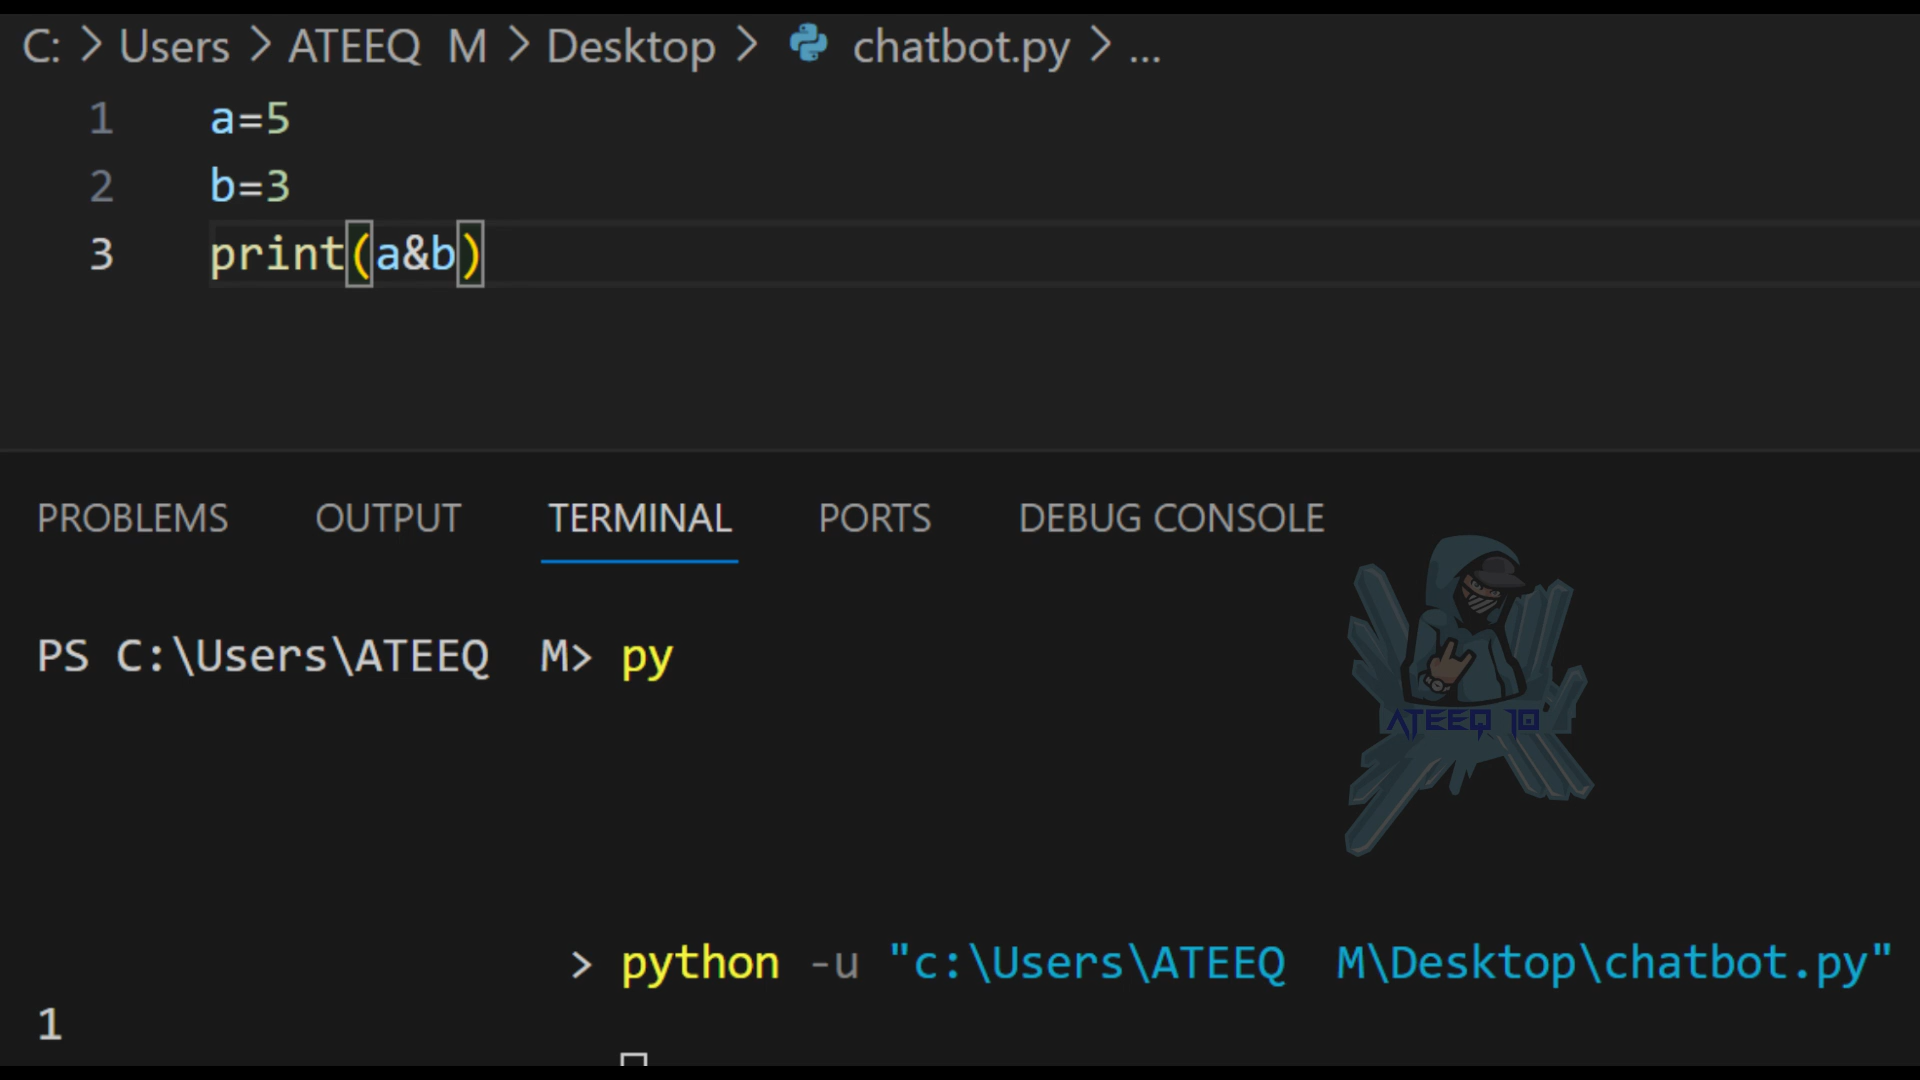 C: > Users > ATEEQ M > Desktop > chatbot.py > ...
1 a=5
2 b=3
3 print(a&b)
PROBLEMS OUTPUT TERMINAL PORTS DEBUG CONSOLE
PS C:\Users\ATEEQ  M> py
ATEEQ 10
> python -u "c:\Users\ATEEQ  M\Desktop\chatbot.py"
1